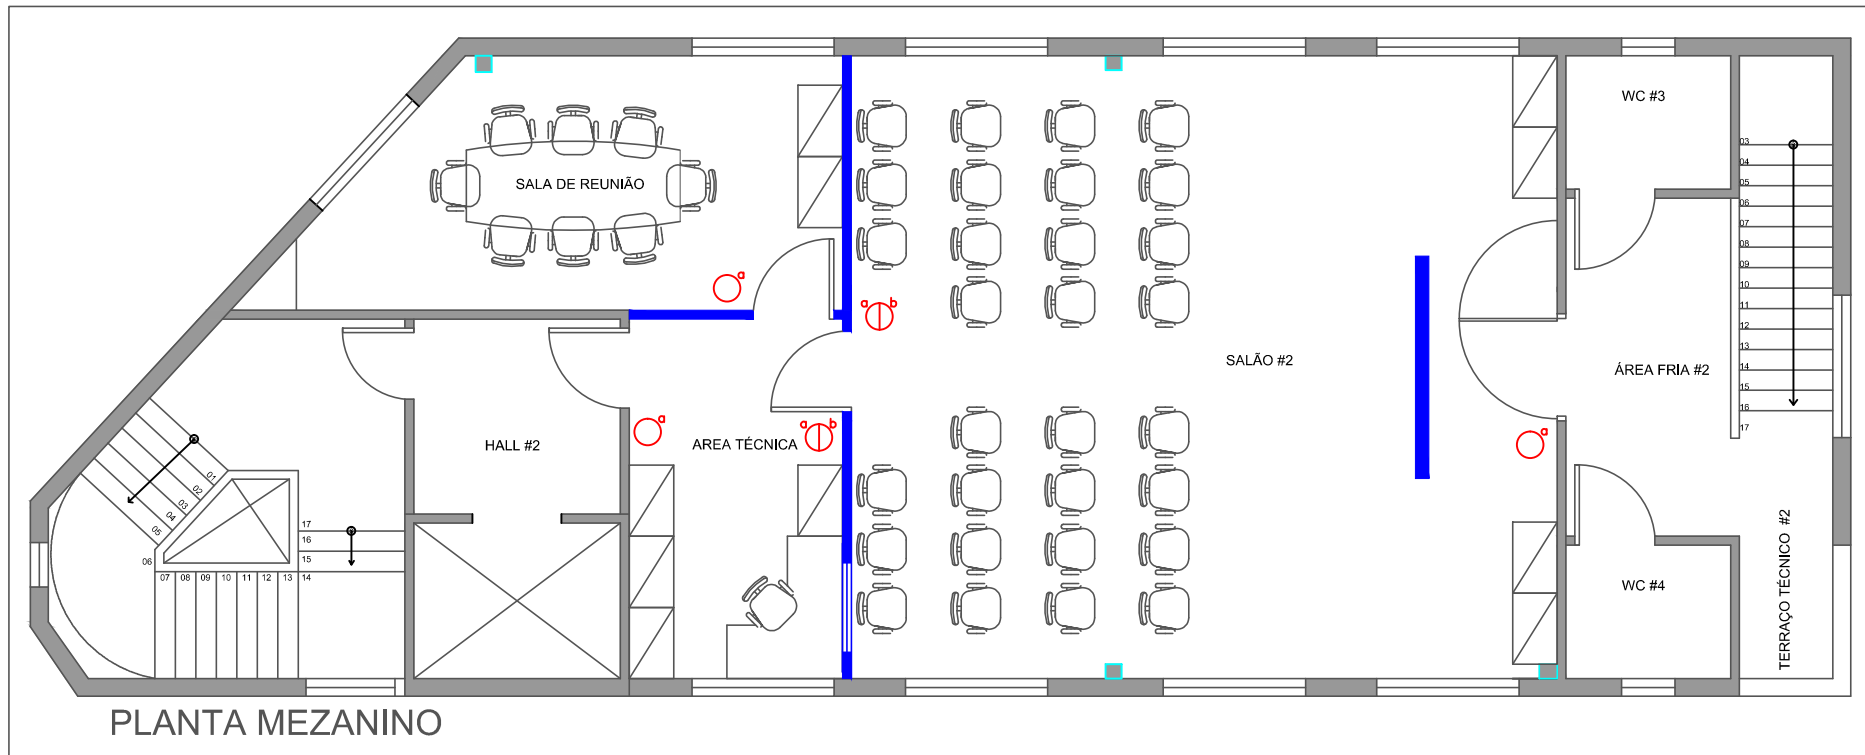 WC #3
SALA DE REUNIÃO
03
04
05
06
07
08
09
10
11
12
13
14
15
16
17
a
a b
SALÃO #2
ÁREA FRIA #2
a
a b
a
HALL #2
AREA TÉCNICA
01
02
03
04
05
06
17
16
15
07 08 09 10 11 12 13 14
WC #4
TERRAÇO TÉCNICO #2
PLANTA MEZANINO